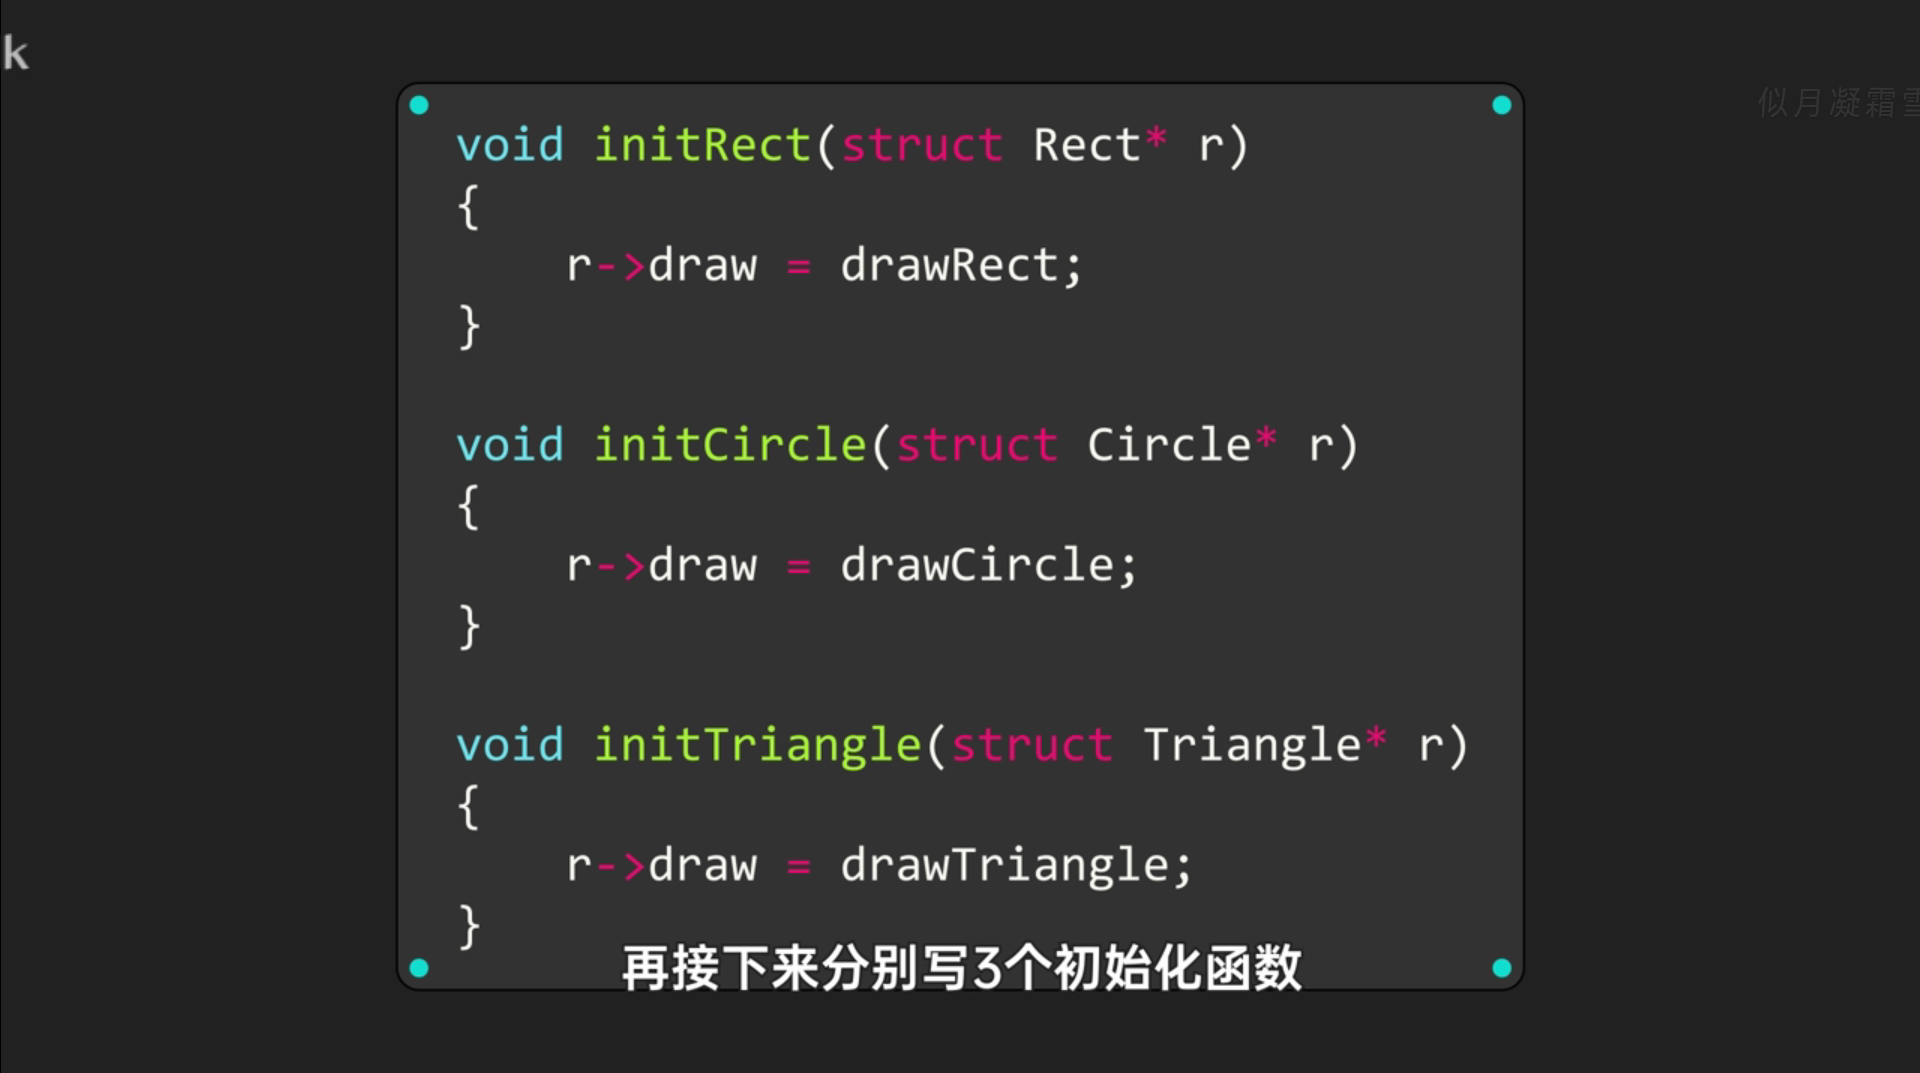 k
似月凝霜雪
void initRect(struct Rect* r)
{
    r->draw = drawRect;
}
void initCircle(struct Circle* r)
{
    r->draw = drawCircle;
}
void initTriangle(struct Triangle* r)
{
    r->draw = drawTriangle;
}
再接下来分别写3个初始化函数